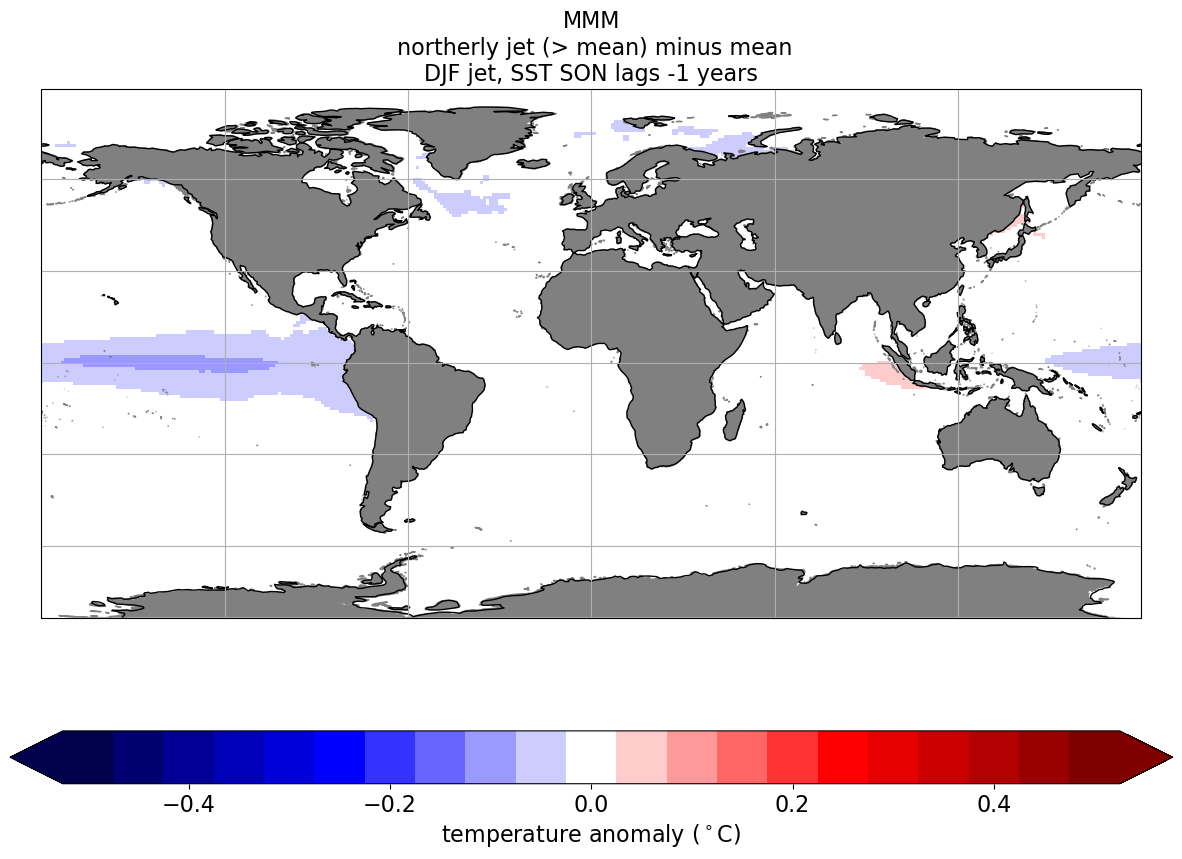 MMM
northerly jet (> mean) minus mean
DJF jet, SST SON lags -1 years
−0.4 −0.2 0.0 0.2 0.4
temperature anomaly (°C)